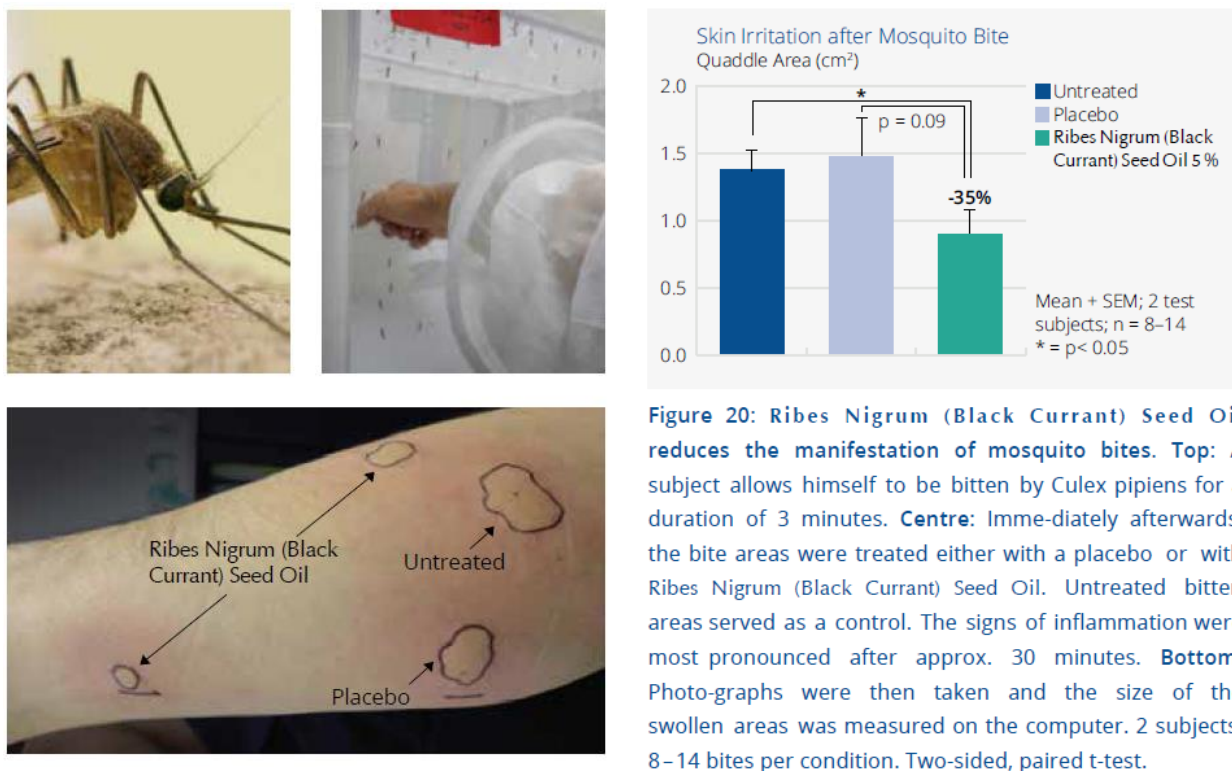 Skin Irritation after Mosquito Bite
Quaddle Area (cm²)
2.0
1.5
1.0
0.5
0.0
*
p = 0.09
-35%
Untreated
Placebo
Ribes Nigrum (Black
Currant) Seed Oil 5 %
Mean + SEM; 2 test
subjects; n = 8–14
* = p< 0.05
Ribes Nigrum (Black
Currant) Seed Oil
Untreated
Placebo
Figure 20: Ribes Nigrum (Black Currant) Seed
reduces the manifestation of mosquito bites. Top:
subject allows himself to be bitten by Culex pipiens for
duration of 3 minutes. Centre: Imme-diately afterwards
the bite areas were treated either with a placebo or
Ribes Nigrum (Black Currant) Seed Oil. Untreated
areas served as a control. The signs of inflammation
most pronounced after approx. 30 minutes. Bottom
Photo-graphs were then taken and the size of
swollen areas was measured on the computer. 2 subjects
8–14 bites per condition. Two-sided, paired t-test.